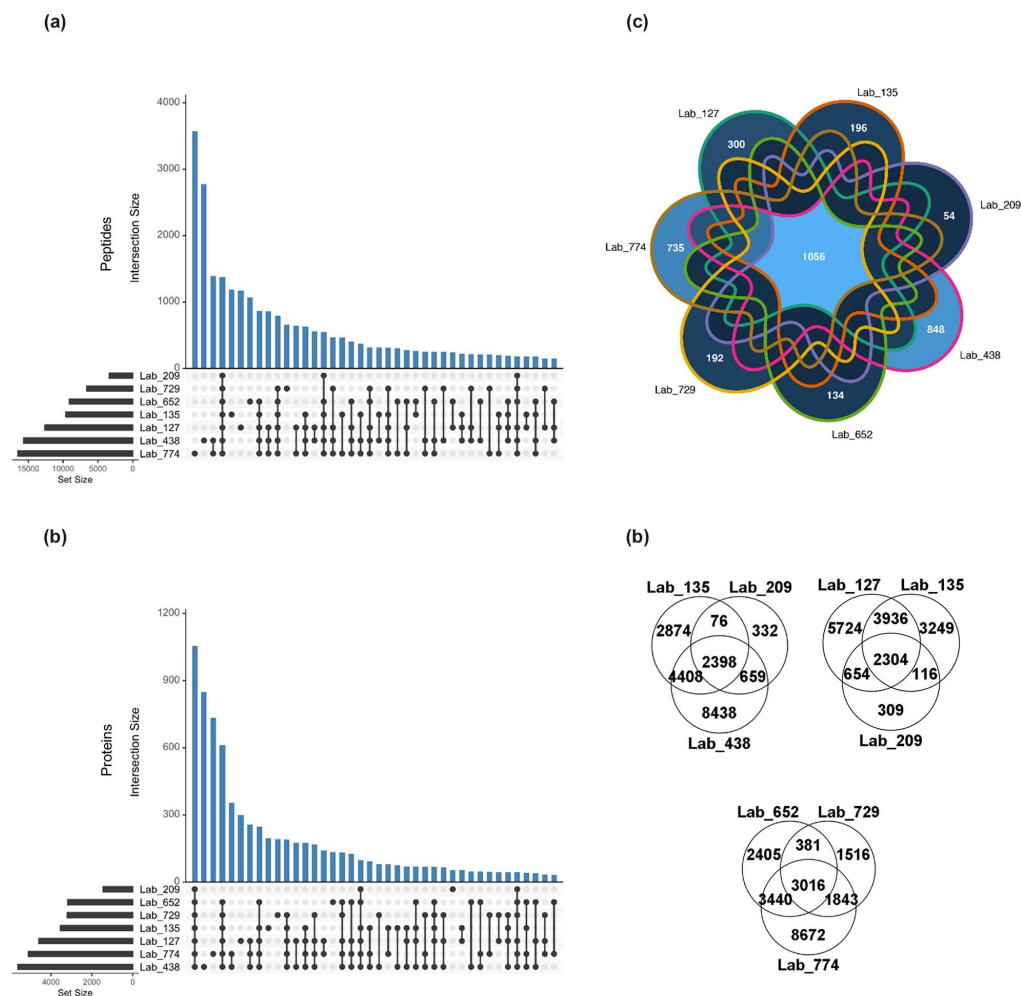 (a)
4000
3000
2000
1000
0
Peptides
Intersection Size
Lab_209
Lab_729
Lab_652
Lab_135
Lab_127
Lab_438
Lab_774
15000 10000 5000 0
Set Size
(c)
Lab_135
Lab_127
196
300
Lab_209
54
Lab_774
735
1056
848
Lab_438
192
Lab_729
134
Lab_652
(b)
1200
900
600
300
0
Proteins
Intersection Size
Lab_209
Lab_652
Lab_729
Lab_135
Lab_127
Lab_774
Lab_438
4000 2000 0
Set Size
(b)
Lab_135 Lab_209
2874 76 332
2398
4408 659
8438
Lab_438
Lab_127 Lab_135
5724 3936 3249
2304
654 116
309
Lab_209
Lab_652 Lab_729
2405 381 1516
3016
3440 1843
8672
Lab_774